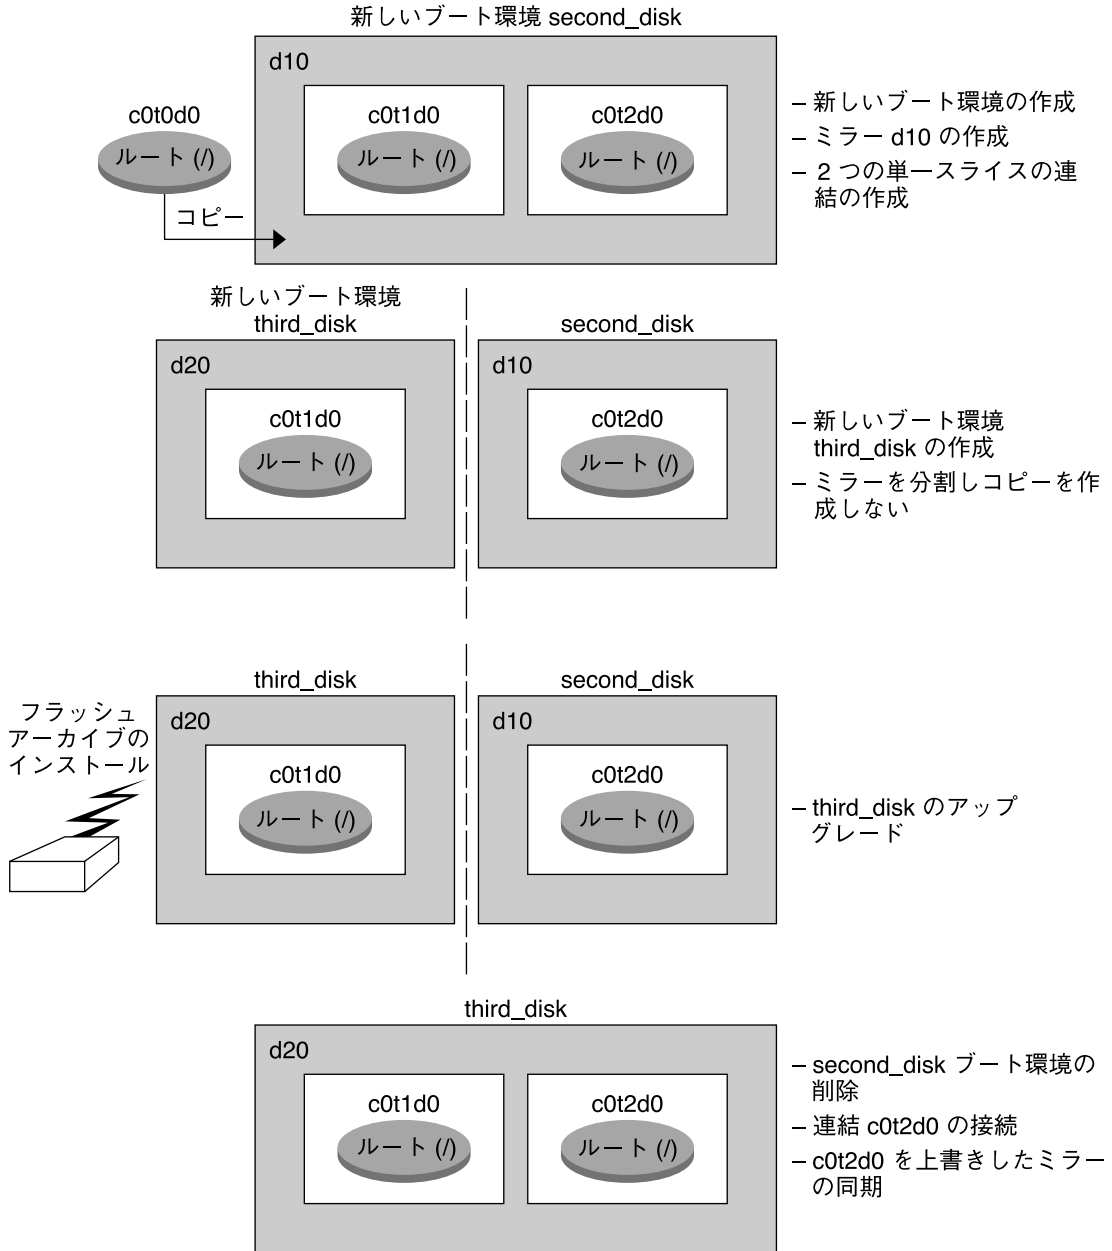 新しいブート環境 second_disk
d10
c0t0d0
ルート (/)
コピー
c0t1d0
ルート (/)
c0t2d0
ルート (/)
– 新しいブート環境の作成
– ミラー d10 の作成
– 2 つの単一スライスの連
結の作成
新しいブート環境
third_disk
d20
c0t1d0
ルート (/)
second_disk
d10
c0t2d0
ルート (/)
– 新しいブート環境
third_disk の作成
– ミラーを分割しコピーを作
成しない
フラッシュ
アーカイブの
インストール
third_disk
d20
c0t1d0
ルート (/)
second_disk
d10
c0t2d0
ルート (/)
– third_disk のアップ
グレード
third_disk
d20
c0t1d0
ルート (/)
c0t2d0
ルート (/)
– second_disk ブート環境の
削除
– 連結 c0t2d0 の接続
– c0t2d0 を上書きしたミラー
の同期